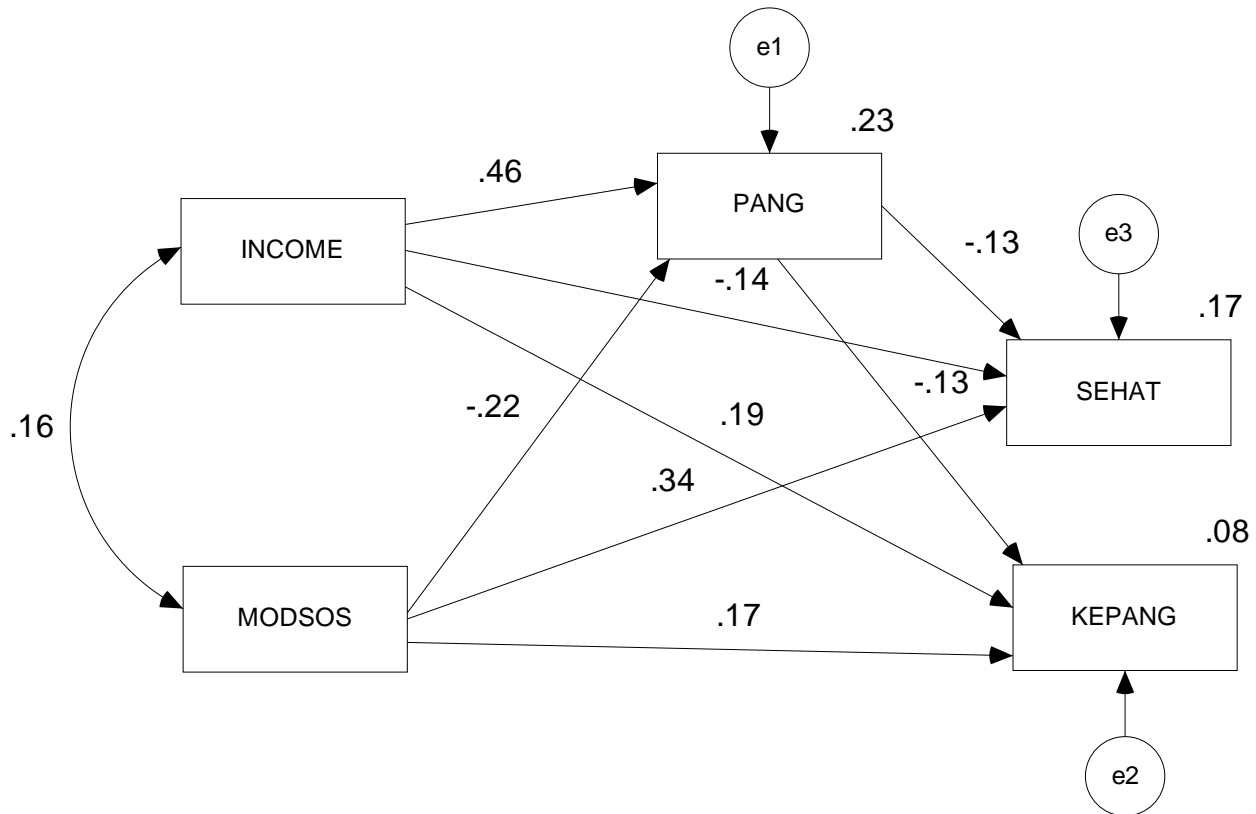 e1
.23
.46
PANG
INCOME
-.13
e3
-.14
.17
SEHAT
-.13
-.22
.19
.16
.34
.08
MODSOS
.17
KEPANG
e2